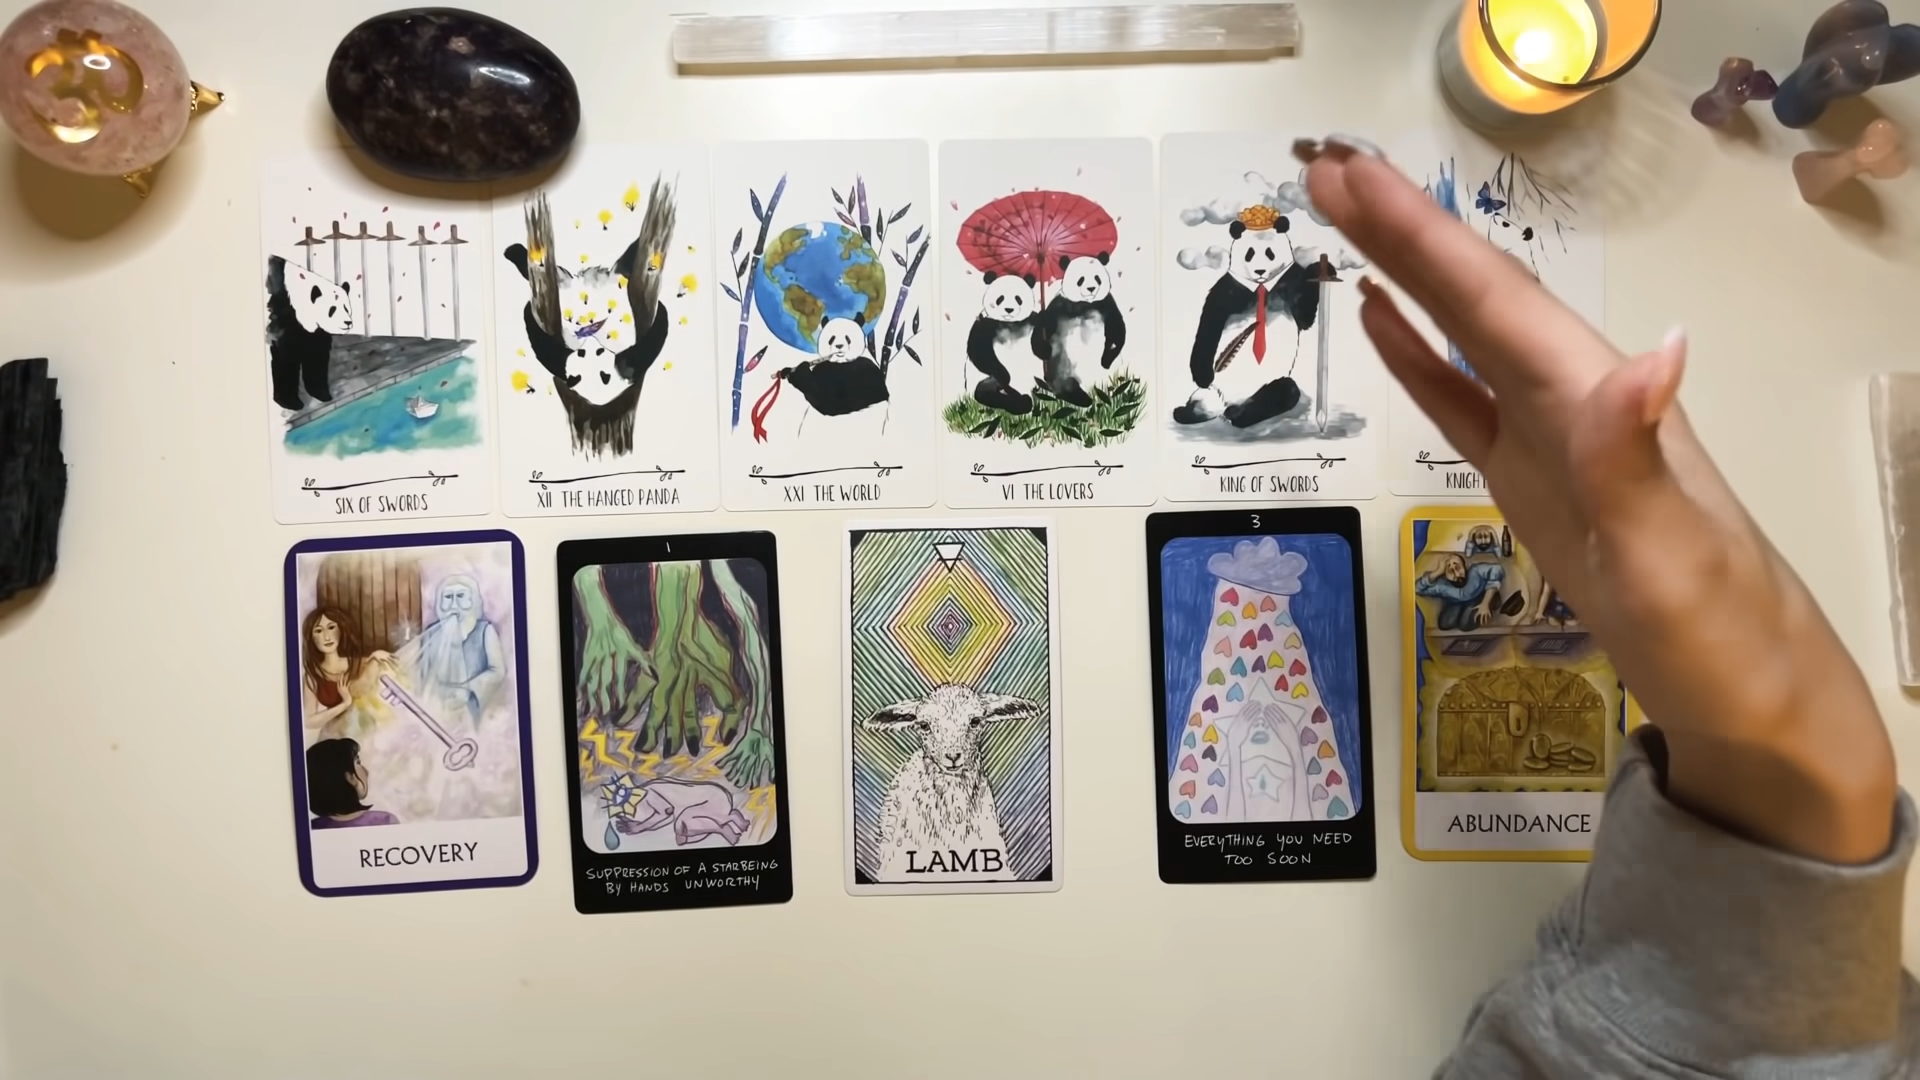 SIX OF SWORDS
XII THE HANGED PANDA
XXI THE WORLD
VI THE LOVERS
KING OF SWORDS
KNIGHT
RECOVERY
1
SUPPRESSION OF A STARBEING
BY HANDS UNWORTHY
LAMB
3
EVERYTHING YOU NEED
TOO SOON
ABUNDANCE